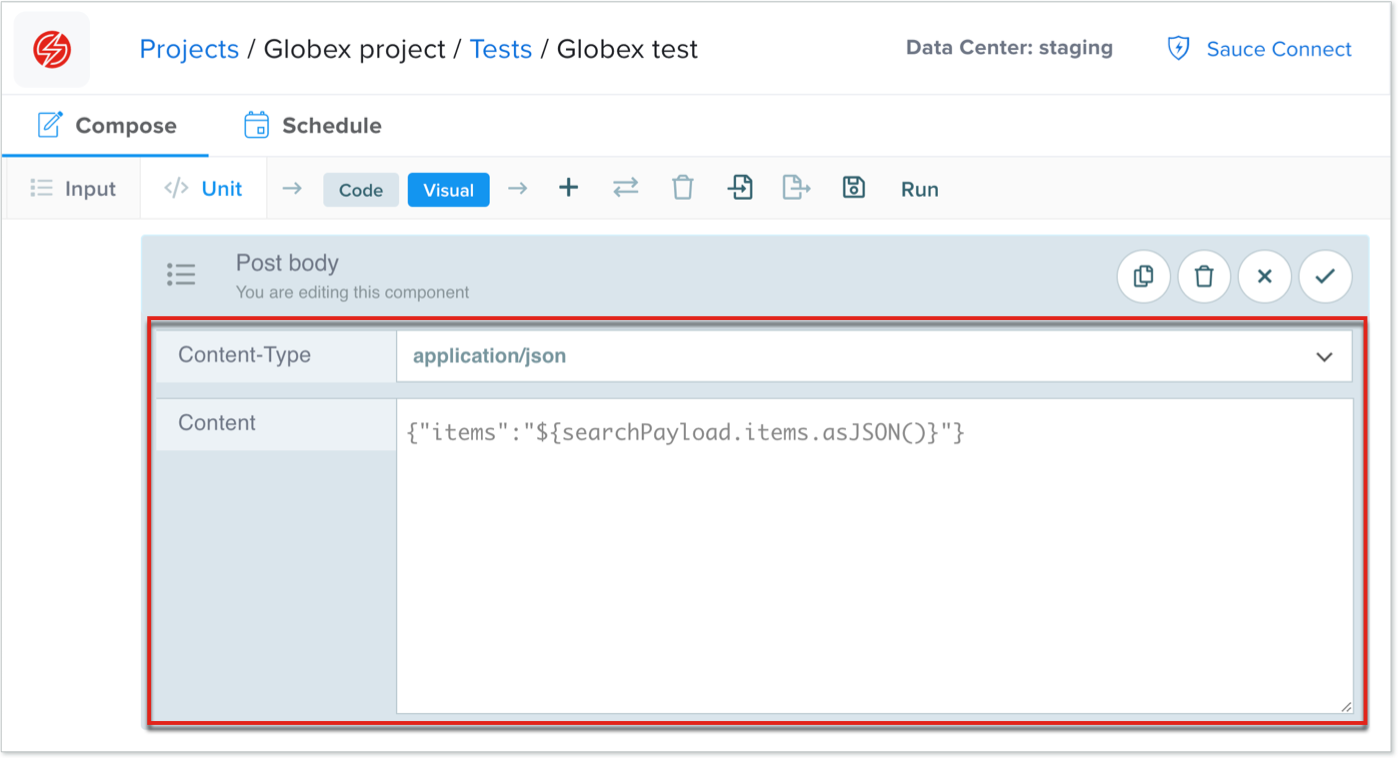 Projects / Globex project / Tests / Globex test
Data Center: staging
Sauce Connect
Compose
Schedule
Input
</> Unit
Code
Visual
Run
Post body
You are editing this component
Content-Type
application/json
Content
{"items":"${searchPayload.items.asJSON()}"}